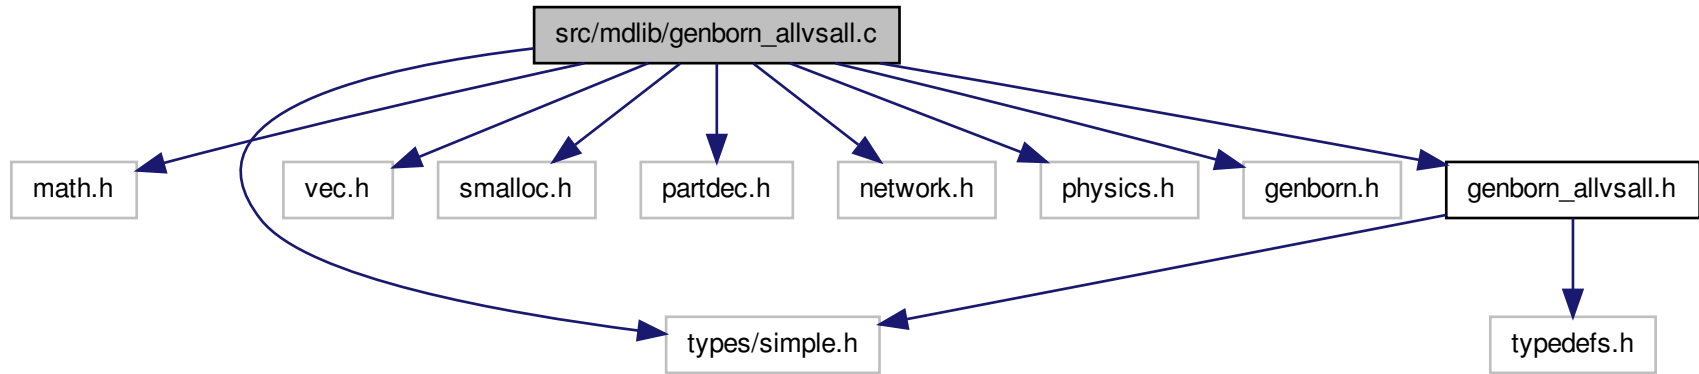 src/mdlib/genborn_allvsall.c
math.h
vec.h
smalloc.h
partdec.h
network.h
physics.h
genborn.h
genborn_allvsall.h
types/simple.h
typedefs.h